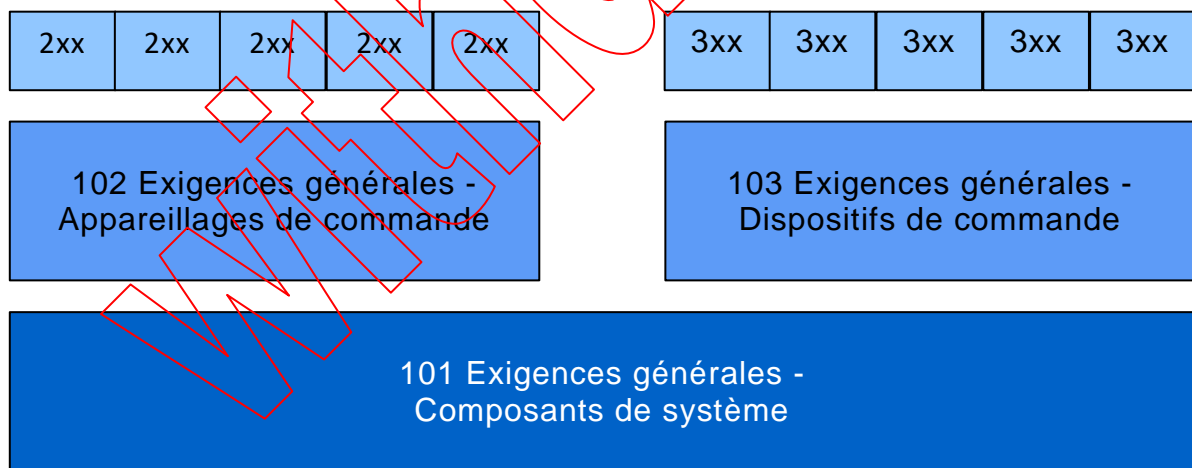 2xx 2xx 2xx 2xx 2xx 3xx 3xx 3xx 3xx 3xx
102 Exigences générales -
Appareillages de commande
103 Exigences générales -
Dispositifs de commande
101 Exigences générales -
Composants de système